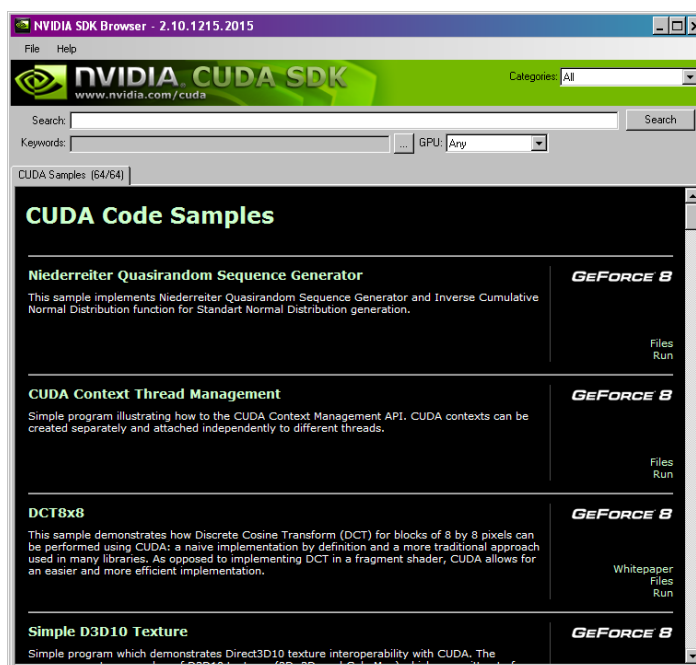 NVIDIA SDK Browser - 2.10.1215.2015
File Help
NVIDIA. CUDA SDK
www.nvidia.com/cuda
Categories: All
Search: Search
Keywords: ... GPU: Any
CUDA Samples (64/64)
CUDA Code Samples
Niederreiter Quasirandom Sequence Generator
GEFORCE 8
This sample implements Niederreiter Quasirandom Sequence Generator and Inverse Cumulative
Normal Distribution function for Standart Normal Distribution generation.
Files
Run
CUDA Context Thread Management
GEFORCE 8
Simple program illustrating how to the CUDA Context Management API. CUDA contexts can be
created separately and attached independently to different threads.
Files
Run
DCT8x8
GEFORCE 8
This sample demonstrates how Discrete Cosine Transform (DCT) for blocks of 8 by 8 pixels can
be performed using CUDA: a naive implementation by definition and a more traditional approach
used in many libraries. As opposed to implementing DCT in a fragment shader, CUDA allows for
an easier and more efficient implementation.
Whitepaper
Files
Run
Simple D3D10 Texture
GEFORCE 8
Simple program which demonstrates Direct3D10 texture interoperability with CUDA. The